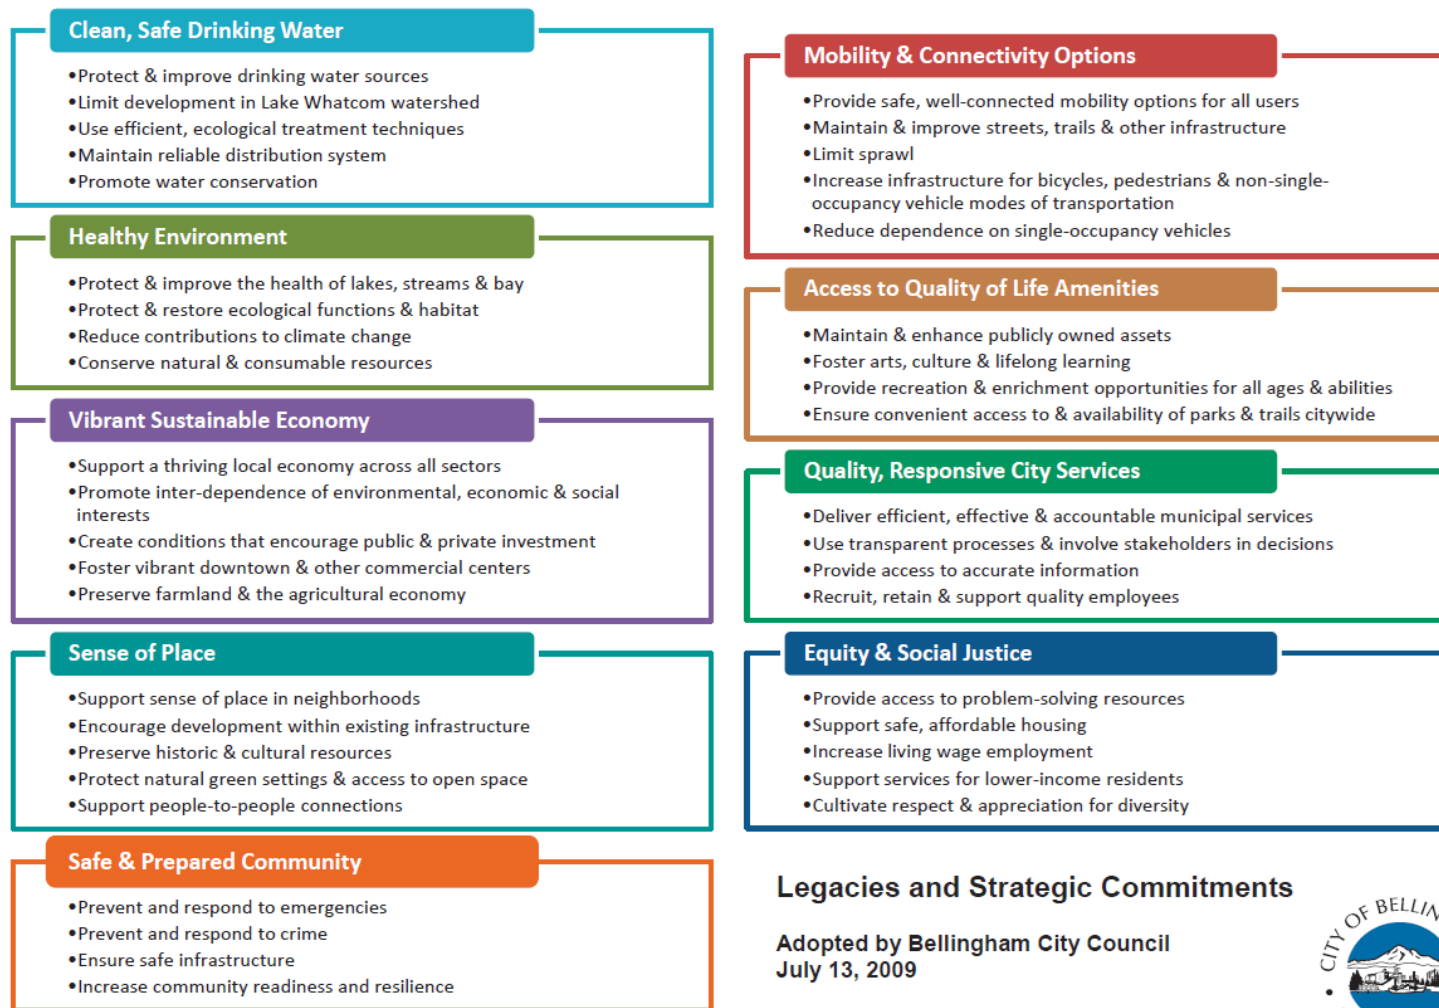 Clean, Safe Drinking Water
•Protect & improve drinking water sources
•Limit development in Lake Whatcom watershed
•Use efficient, ecological treatment techniques
•Maintain reliable distribution system
•Promote water conservation
Healthy Environment
•Protect & improve the health of lakes, streams & bay
•Protect & restore ecological functions & habitat
•Reduce contributions to climate change
•Conserve natural & consumable resources
Vibrant Sustainable Economy
•Support a thriving local economy across all sectors
•Promote inter-dependence of environmental, economic & social
interests
•Create conditions that encourage public & private investment
•Foster vibrant downtown & other commercial centers
•Preserve farmland & the agricultural economy
Sense of Place
•Support sense of place in neighborhoods
•Encourage development within existing infrastructure
•Preserve historic & cultural resources
•Protect natural green settings & access to open space
•Support people-to-people connections
Safe & Prepared Community
•Prevent and respond to emergencies
•Prevent and respond to crime
•Ensure safe infrastructure
•Increase community readiness and resilience
Mobility & Connectivity Options
•Provide safe, well-connected mobility options for all users
•Maintain & improve streets, trails & other infrastructure
•Limit sprawl
•Increase infrastructure for bicycles, pedestrians & non-single-
occupancy vehicle modes of transportation
•Reduce dependence on single-occupancy vehicles
Access to Quality of Life Amenities
•Maintain & enhance publicly owned assets
•Foster arts, culture & lifelong learning
•Provide recreation & enrichment opportunities for all ages & abilities
•Ensure convenient access to & availability of parks & trails citywide
Quality, Responsive City Services
•Deliver efficient, effective & accountable municipal services
•Use transparent processes & involve stakeholders in decisions
•Provide access to accurate information
•Recruit, retain & support quality employees
Equity & Social Justice
•Provide access to problem-solving resources
•Support safe, affordable housing
•Increase living wage employment
•Support services for lower-income residents
•Cultivate respect & appreciation for diversity
Legacies and Strategic Commitments
Adopted by Bellingham City Council
July 13, 2009
CITY OF